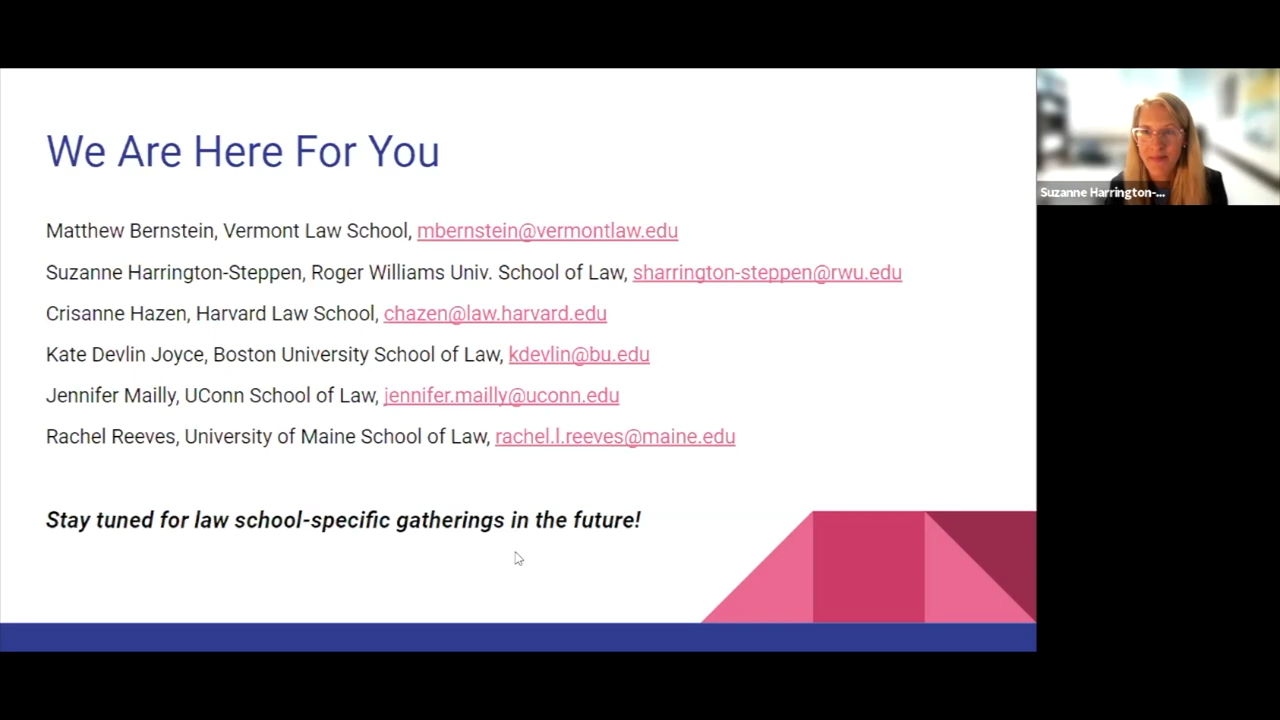 We Are Here For You
Matthew Bernstein, Vermont Law School, mbernstein@vermontlaw.edu
Suzanne Harrington-Steppen, Roger Williams Univ. School of Law, sharrington-steppen@rwu.edu
Crisanne Hazen, Harvard Law School, chazen@law.harvard.edu
Kate Devlin Joyce, Boston University School of Law, kdevlin@bu.edu
Jennifer Mailly, UConn School of Law, jennifer.mailly@uconn.edu
Rachel Reeves, University of Maine School of Law, rachel.l.reeves@maine.edu
Stay tuned for law school-specific gatherings in the future!
Suzanne Harrington-...